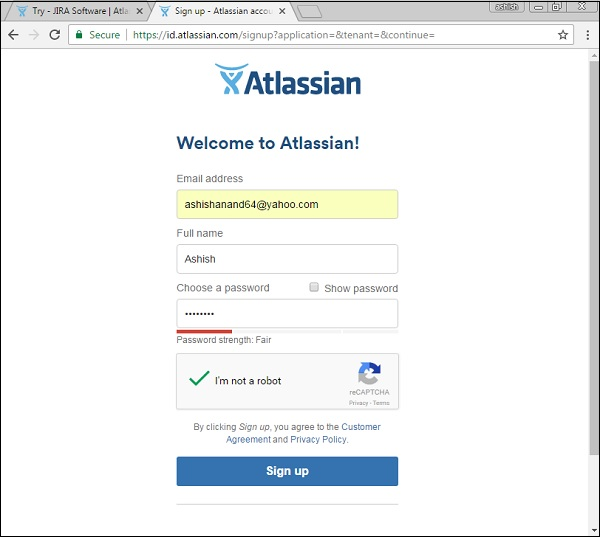 Try - JIRA Software | Atla
Sign up - Atlassian accou
ashish
Secure
https://id.atlassian.com/signup?application=&tenant=&continue=
Atlassian
Welcome to Atlassian!
Email address
ashishanand64@yahoo.com
Full name
Ashish
Choose a password
Show password
••••••••
Password strength: Fair
I'm not a robot
reCAPTCHA
Privacy - Terms
By clicking Sign up, you agree to the Customer
Agreement and Privacy Policy.
Sign up